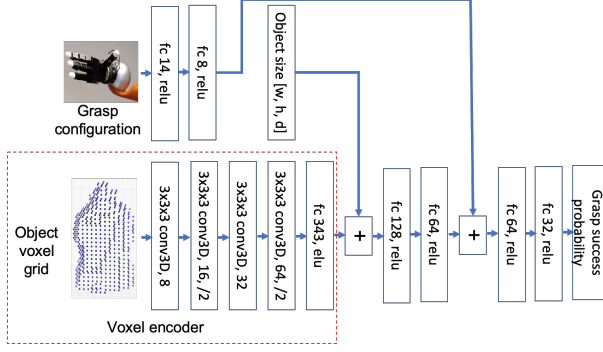 Grasp
configuration
fc 14, relu
fc 8, relu
Object size [w, h, d]
Object
voxel
grid
3x3x3 conv3D, 8
3x3x3 conv3D, 16, /2
3x3x3 conv3D, 32
3x3x3 conv3D, 64, /2
fc 343, elu
Voxel encoder
+
fc 128, relu
fc 64, relu
+
fc 64, relu
fc 32, relu
Grasp success
probability